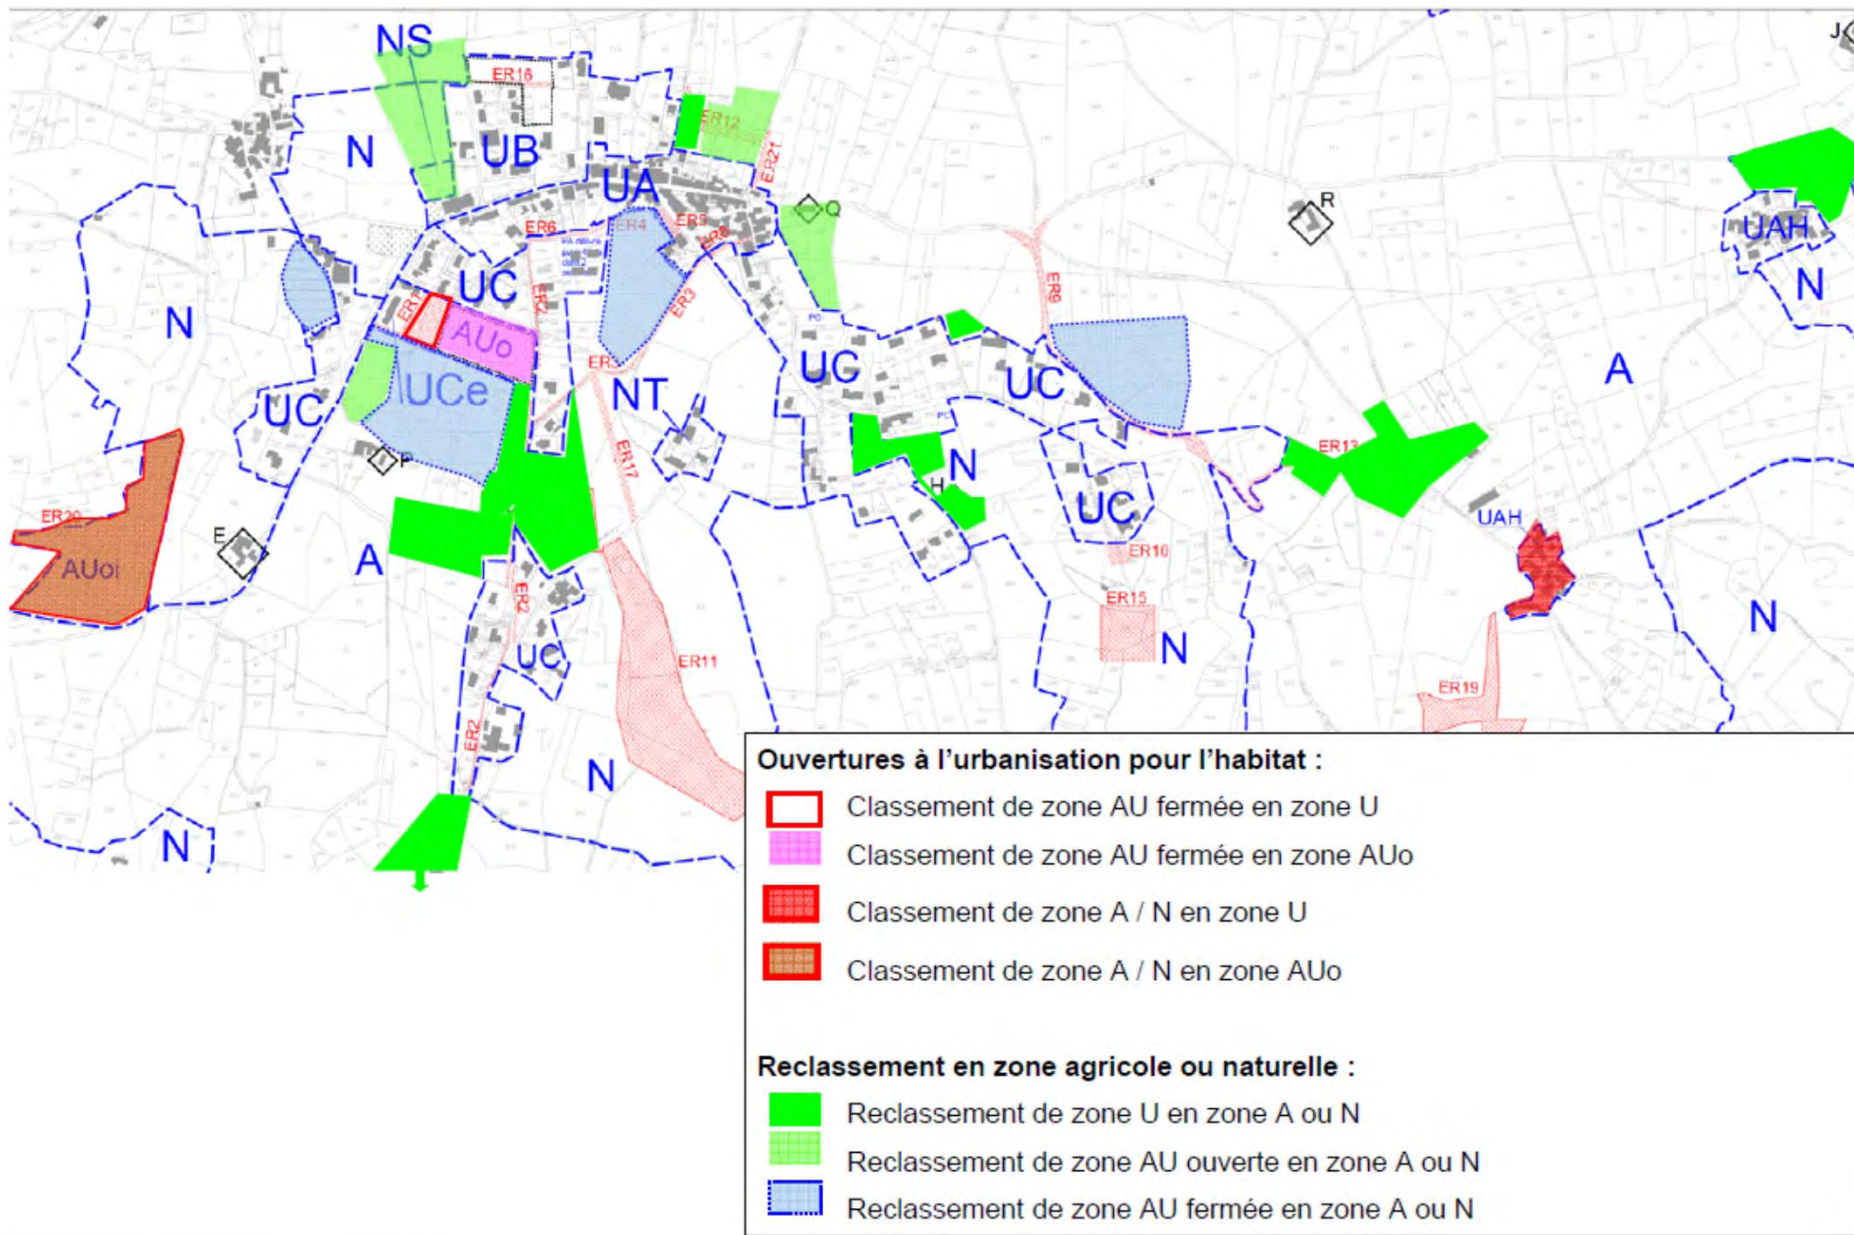 NS
J
ER16
ER12
N
UB
ER21
UA
Q
R
ER6
ER4
ER5
ER8
UAH
UC
N
N
ER1
ER2
ER3
ER9
AUo
PC
A
ER3
UC
UC
UCe
NT
UC
PC
P
ER17
N
ER13
H
UC
UAH
ER20
E
A
ER10
AUoi
ER2
ER15
N
UC
ER11
N
ER19
ER2
N
N
Ouvertures à l'urbanisation pour l'habitat :
Classement de zone AU fermée en zone U
Classement de zone AU fermée en zone AUo
Classement de zone A / N en zone U
Classement de zone A / N en zone AUo
Reclassement en zone agricole ou naturelle :
Reclassement de zone U en zone A ou N
Reclassement de zone AU ouverte en zone A ou N
Reclassement de zone AU fermée en zone A ou N